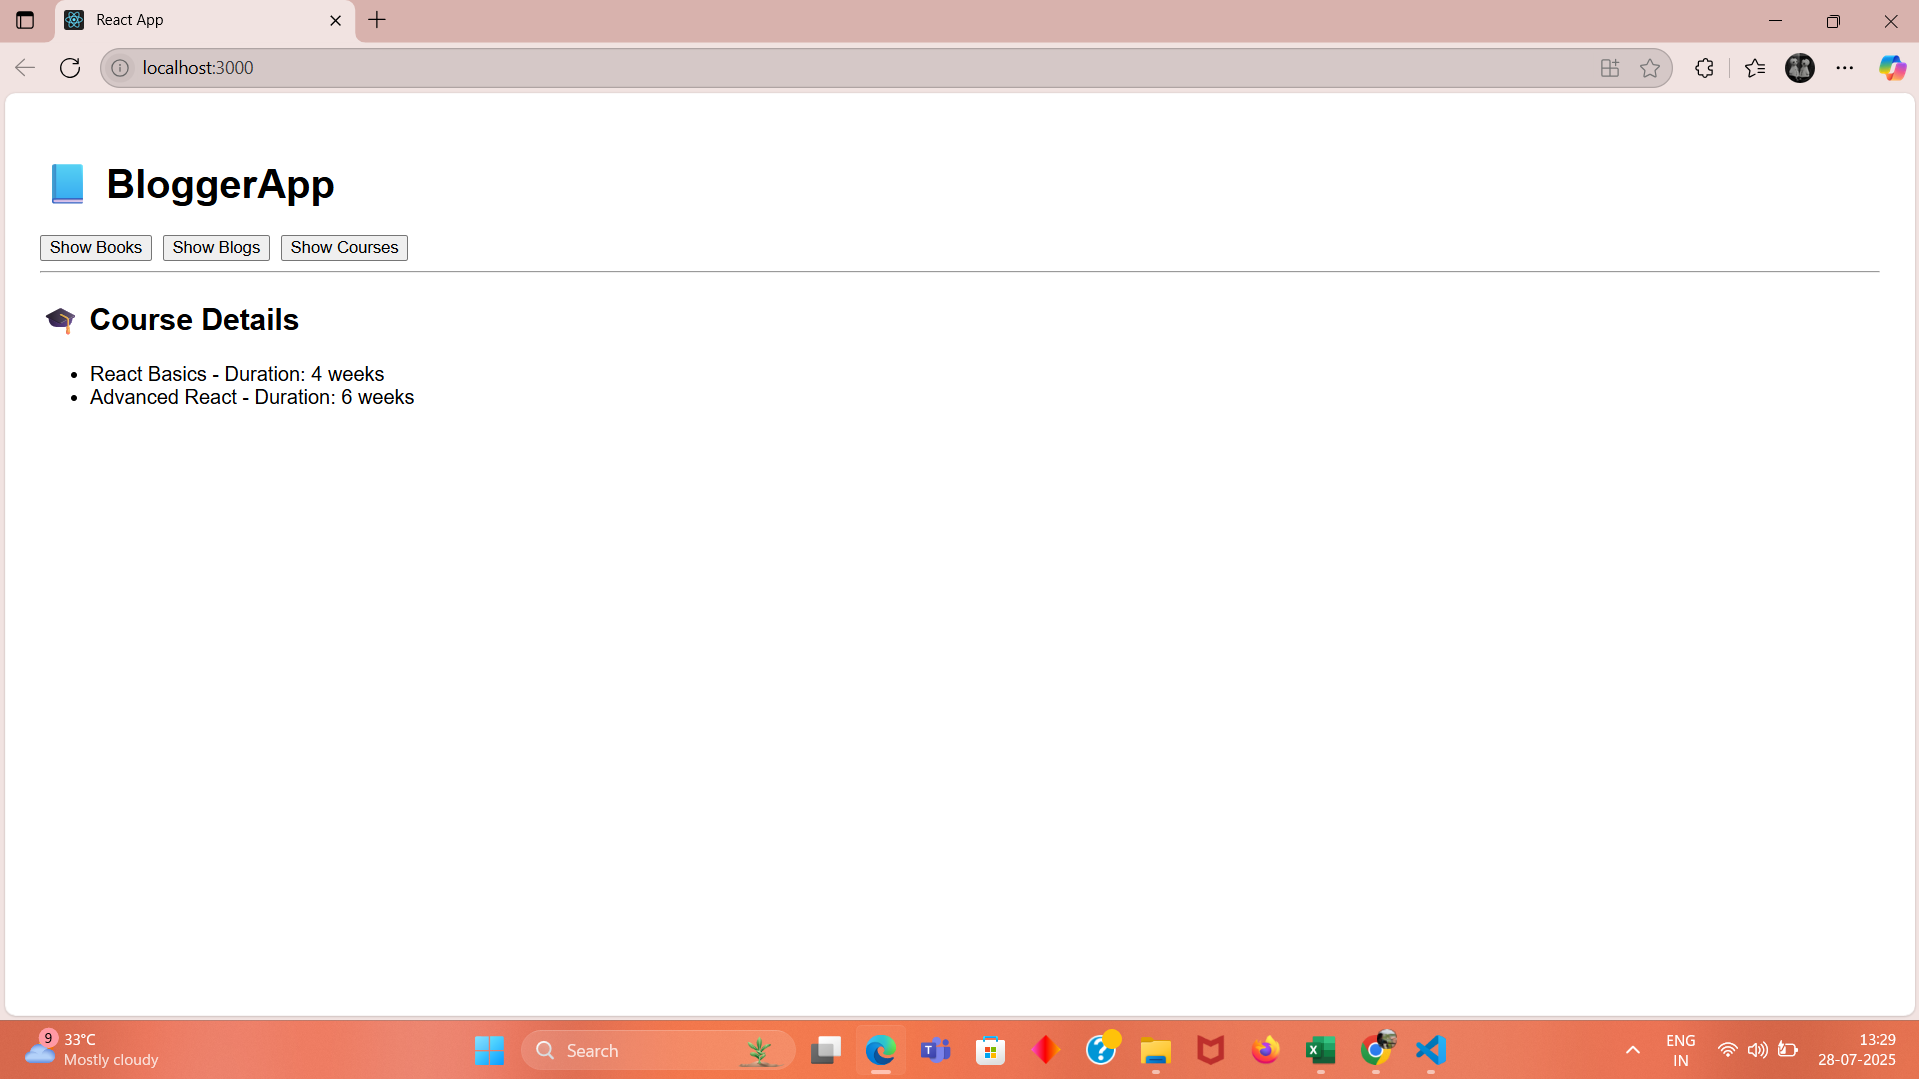 React App
localhost:3000
BloggerApp
Show Books Show Blogs Show Courses
Course Details
• React Basics - Duration: 4 weeks
• Advanced React - Duration: 6 weeks
9
33°C
Mostly cloudy
Search
T
X
ENG
IN
13:29
28-07-2025